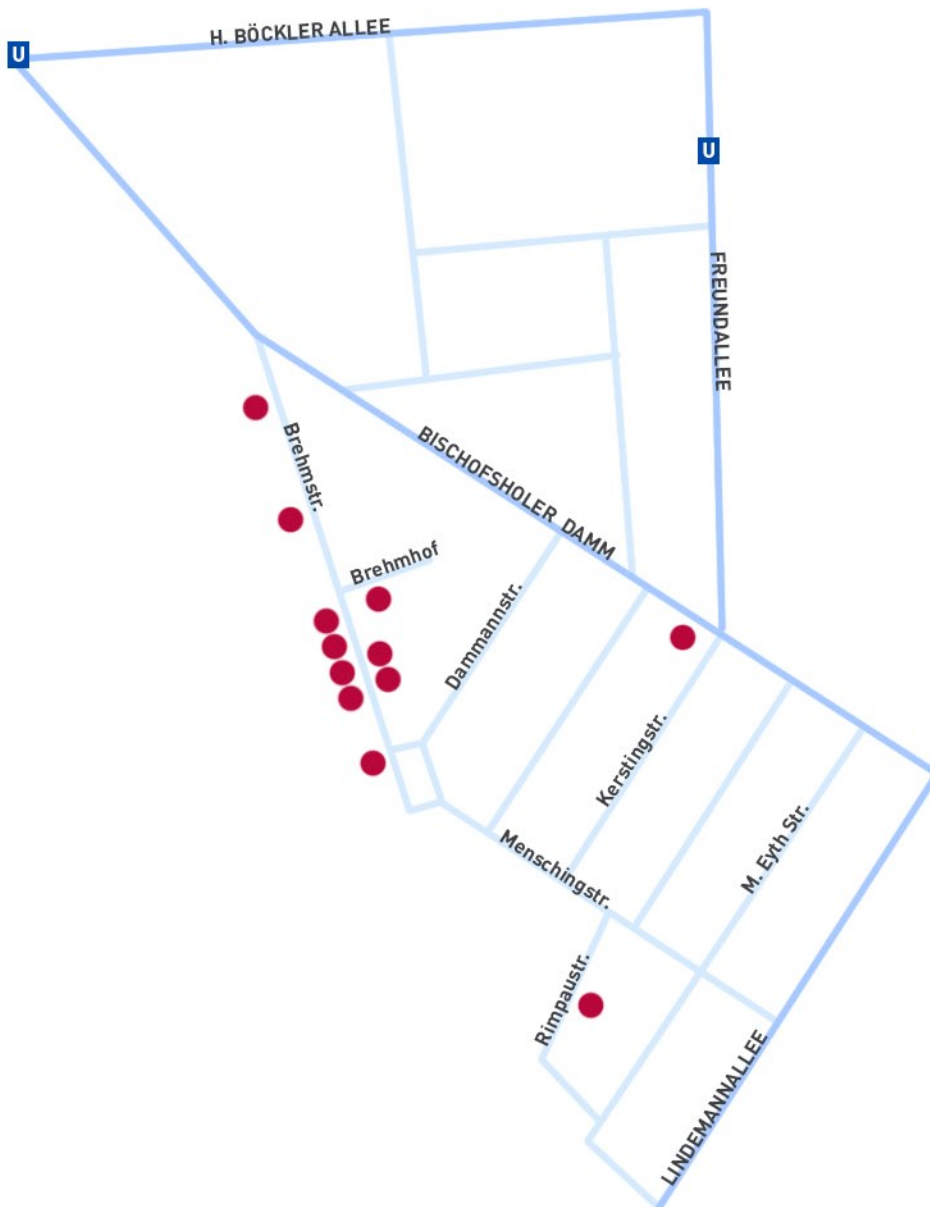 H. BÖCKLER ALLEE
U
U
FREUNDALLEE
Brehmstr.
BISCHOFSHOLER DAMM
Brehmhof
Dammannstr.
Kerstingstr.
Menschingstr.
M. Eyth Str.
Rimpaustr.
LINDEMANNALLEE